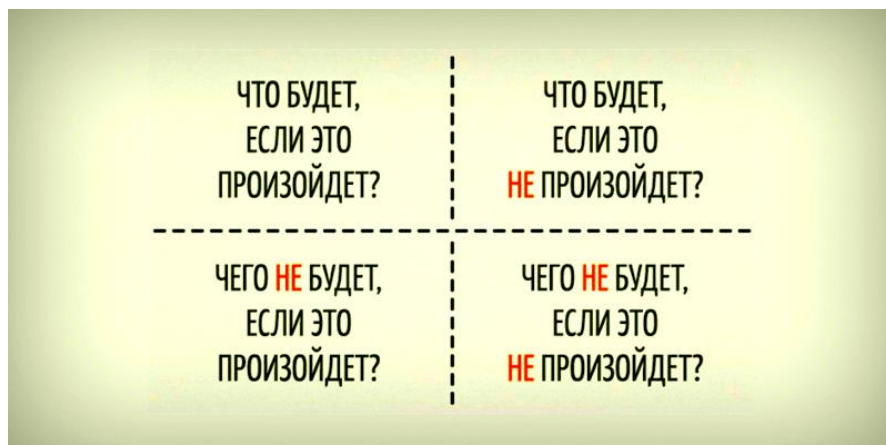 ЧТО БУДЕТ,
ЕСЛИ ЭТО
ПРОИЗОЙДЕТ?
ЧТО БУДЕТ,
ЕСЛИ ЭТО
НЕ ПРОИЗОЙДЕТ?
ЧЕГО НЕ БУДЕТ,
ЕСЛИ ЭТО
ПРОИЗОЙДЕТ?
ЧЕГО НЕ БУДЕТ,
ЕСЛИ ЭТО
НЕ ПРОИЗОЙДЕТ?